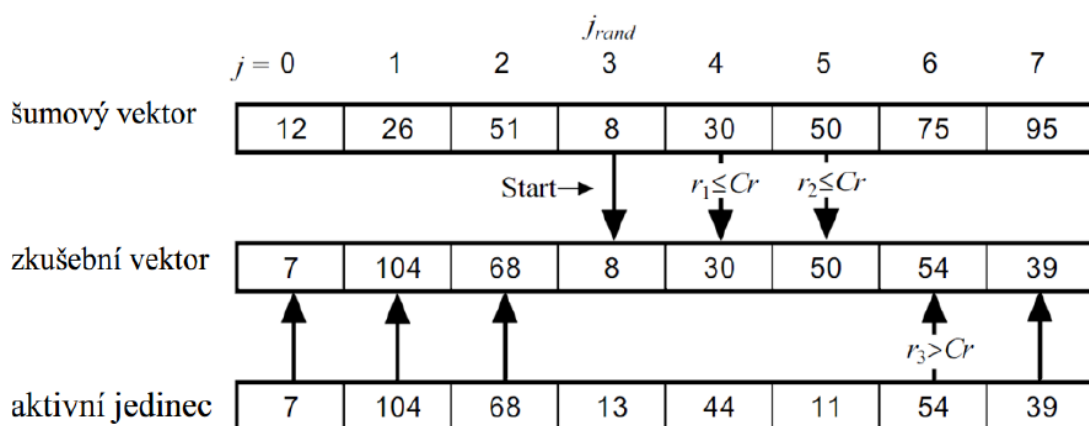 j_rand
j = 0 1 2 3 4 5 6 7
šumový vektor 12 26 51 8 30 50 75 95
Start r₁≤Cr r₂≤Cr
zkušební vektor 7 104 68 8 30 50 54 39
r₃>Cr
aktivní jedinec 7 104 68 13 44 11 54 39